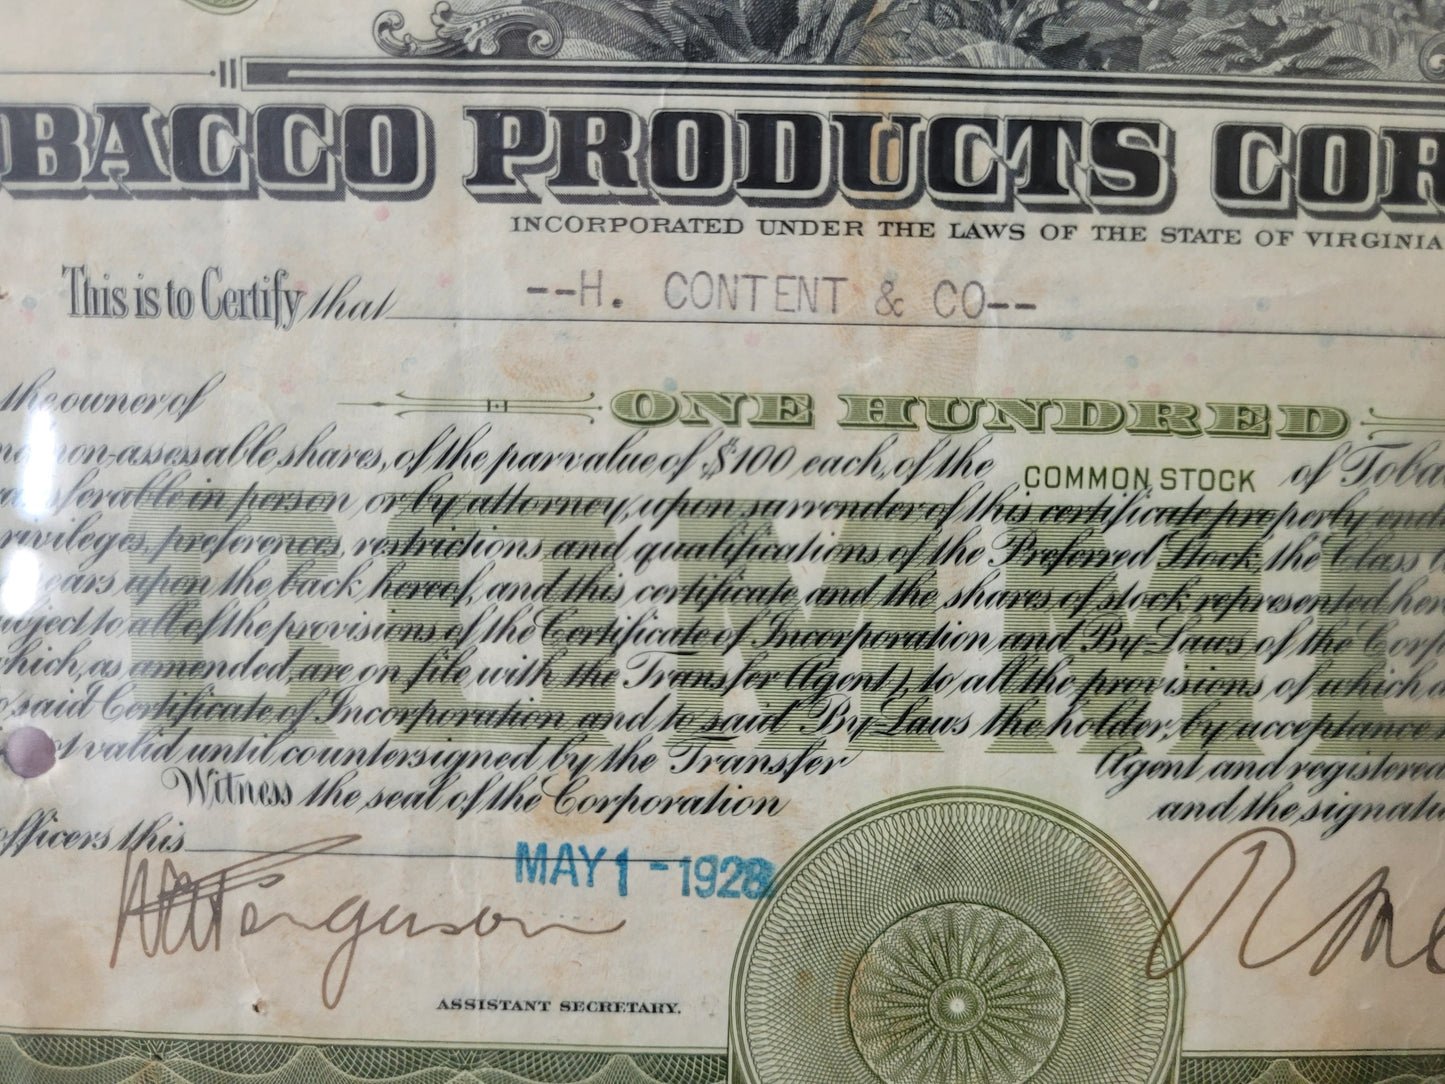 BACCO PRODUCTS COR
INCORPORATED UNDER THE LAWS OF THE STATE OF VIRGINIA
This is to Certify that --H. CONTENT & CO--
the owner of ONE HUNDRED
non-assessable shares, of the par value of $100 each, of the COMMON STOCK of Toba
in person or by attorney, upon surrender of this certificate properly end
rivileges, preferences, restrictions and qualifications of the Preferred Stock, the Class
ears upon the back hereof, and this certificate and the shares of stock represented her
bject to all of the provisions of the Certificate of Incorporation and By-Laws of the Corp
which, as amended, are on file with the Transfer Agent), to all the provisions of which
said Certificate of Incorporation and to said By-Laws the holder, by acceptance
t valid until countersigned by the Transfer Agent and registered
COMM
Witness the seal of the Corporation and the signat
officers this MAY 1 - 1928
Ferguson
ASSISTANT SECRETARY.